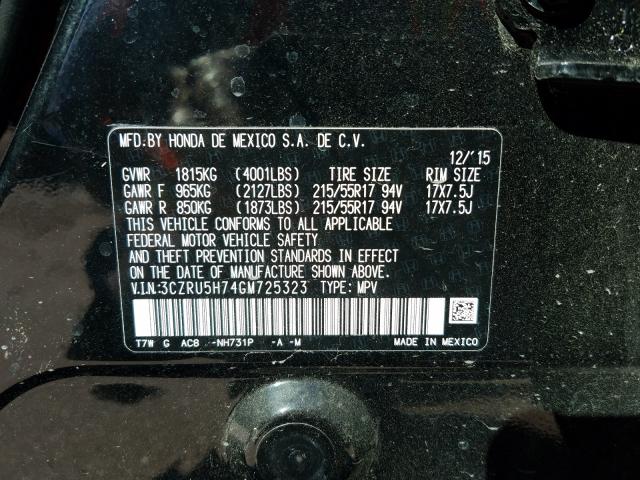 MFD.BY HONDA DE MEXICO S.A. DE C.V.
12/'15
GVWR 1815KG (4001LBS) TIRE SIZE RIM SIZE
GAWR F 965KG (2127LBS) 215/55R17 94V 17X7.5J
GAWR R 850KG (1873LBS) 215/55R17 94V 17X7.5J
THIS VEHICLE CONFORMS TO ALL APPLICABLE
FEDERAL MOTOR VEHICLE SAFETY
AND THEFT PREVENTION STANDARDS IN EFFECT
ON THE DATE OF MANUFACTURE SHOWN ABOVE.
V.I.N.:3CZRU5H74GM725323 TYPE: MPV
T7W G AC8 -NH731P -A -M MADE IN MEXICO